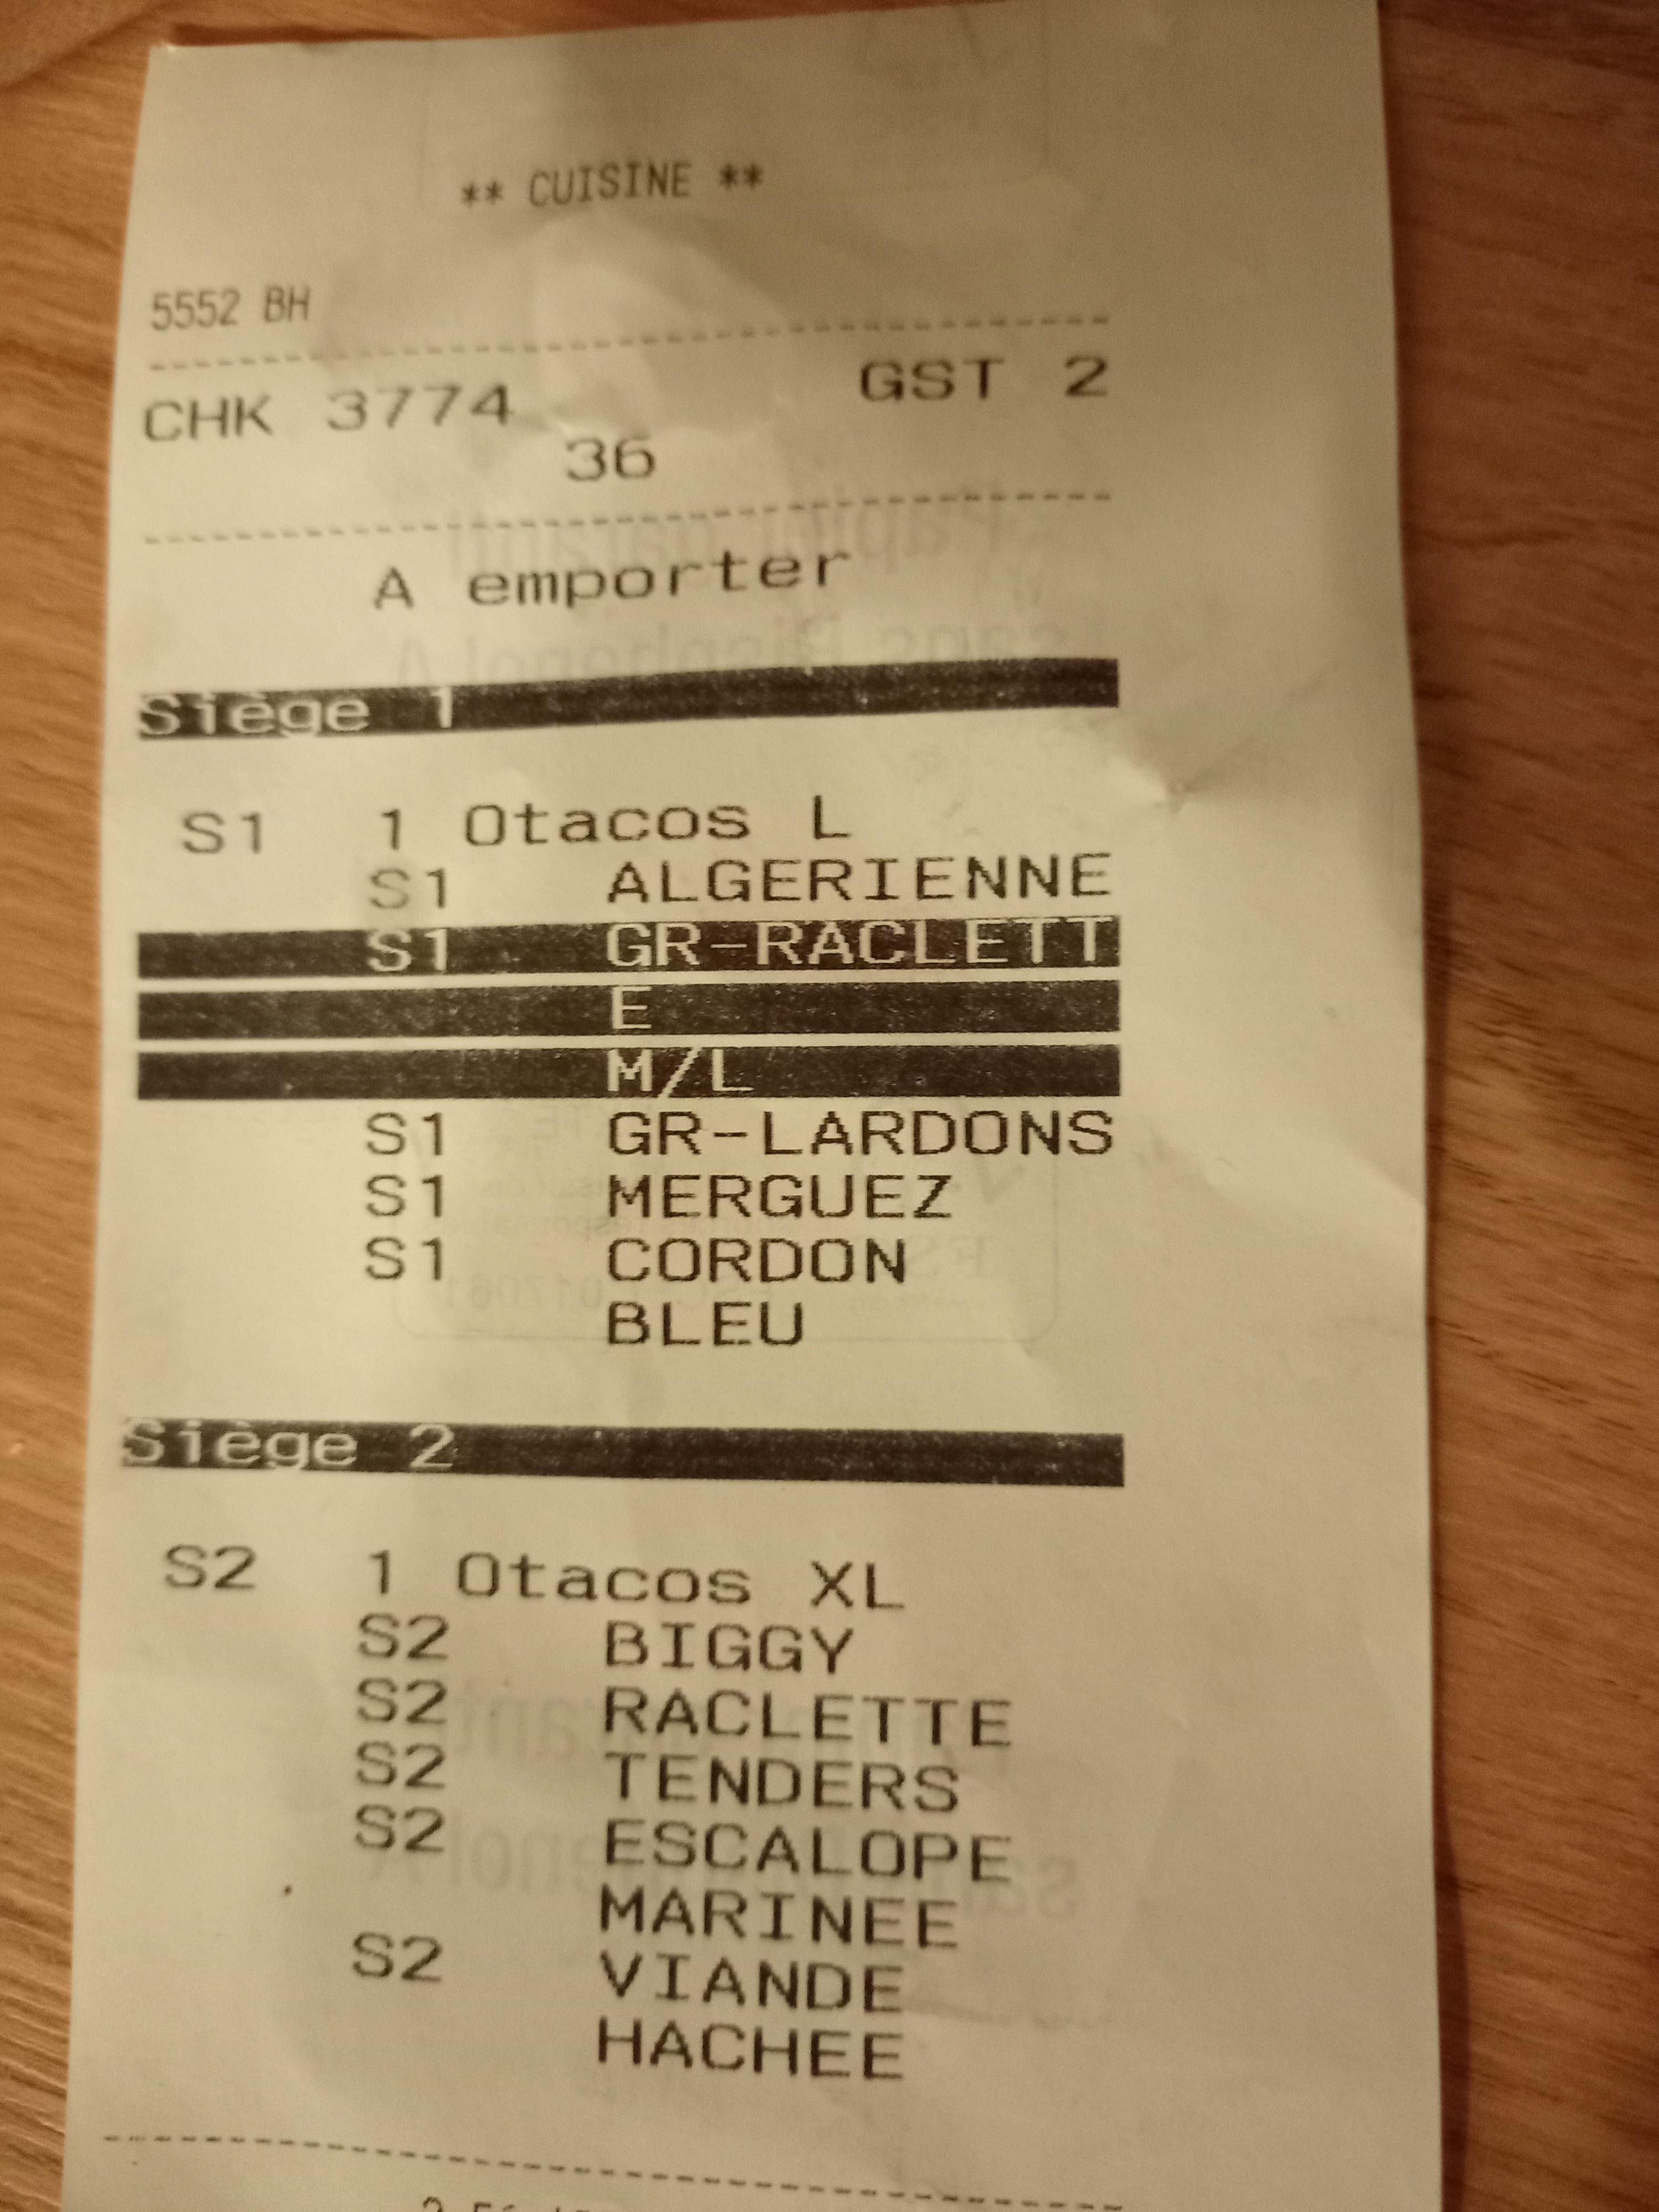 ** CUISINE **
5552 BH
CHK 3774 GST 2
36
A emporter
Siège 1
S1 1 Otacos L
S1 ALGERIENNE
S1 GR-RACLETT
E
M/L
S1 GR-LARDONS
S1 MERGUEZ
S1 CORDON
BLEU
Siège 2
S2 1 Otacos XL
S2 BIGGY
S2 RACLETTE
S2 TENDERS
S2 ESCALOPE
MARINEE
S2 VIANDE
HACHEE